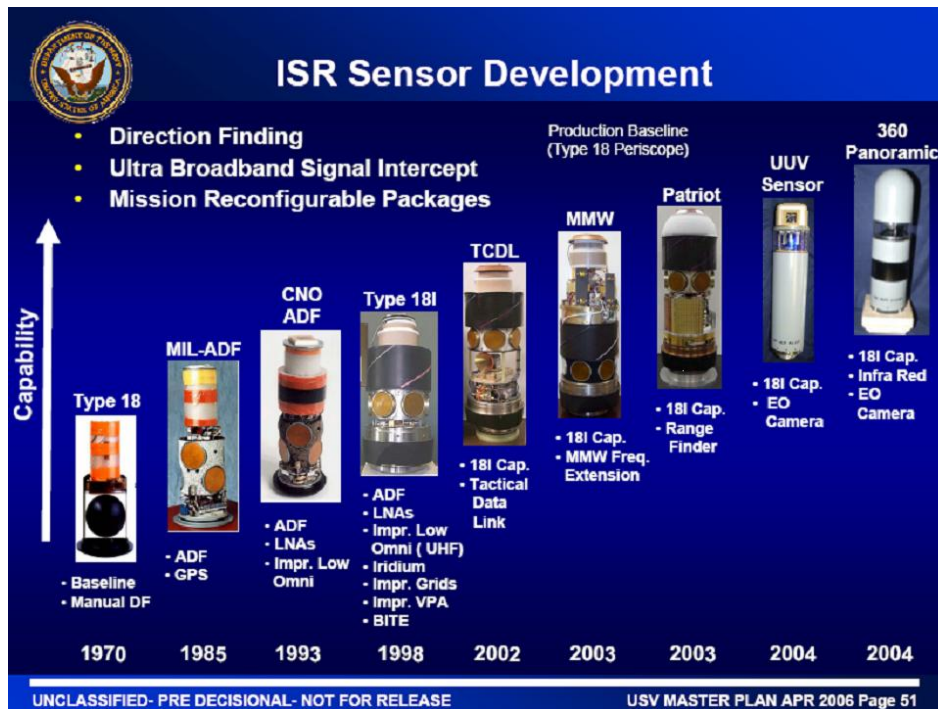 ISR Sensor Development
• Direction Finding
• Ultra Broadband Signal Intercept
• Mission Reconfigurable Packages
Production Baseline
(Type 18 Periscope)
Capability
Type 18
- Baseline
- Manual DF
1970
MIL-ADF
- ADF
- GPS
1985
CNO
ADF
- ADF
- LNAs
- Impr. Low
Omni
1993
Type 18I
- ADF
- LNAs
- Impr. Low
Omni ( UHF)
- Iridium
- Impr. Grids
- Impr. VPA
- BITE
1998
TCDL
- 18I Cap.
- Tactical
Data
Link
2002
MMW
- 18I Cap.
- MMW Freq.
Extension
2003
Patriot
- 18I Cap.
- Range
Finder
2003
UUV
Sensor
- 18I Cap.
- EO
Camera
2004
360
Panoramic
- 18I Cap.
- Infra Red
- EO
Camera
2004
UNCLASSIFIED- PRE DECISIONAL- NOT FOR RELEASE
USV MASTER PLAN APR 2006 Page 51